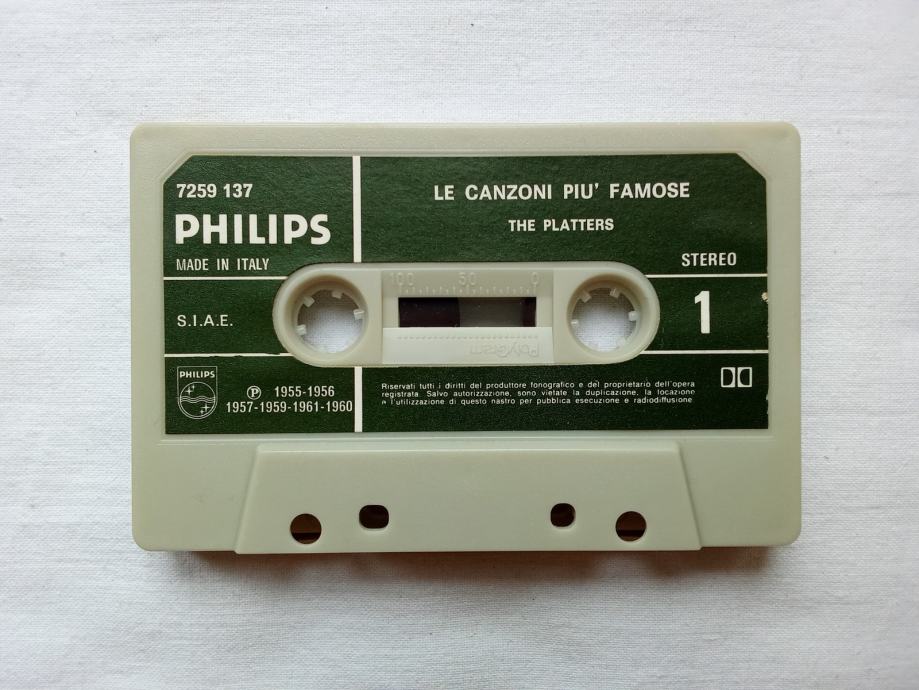 7259 137
PHILIPS
MADE IN ITALY
LE CANZONI PIU' FAMOSE
THE PLATTERS
STEREO
S.I.A.E.
100 50 0
1
PolyGram
PHILIPS
Ⓟ 1955-1956
1957-1959-1961-1960
Riservati tutti i diritti del produttore fonografico e del proprietario dell'opera
registrata. Salvo autorizzazione, sono vietate la duplicazione, la locazione
e l'utilizzazione di questo nastro per pubblica esecuzione e radiodiffusione